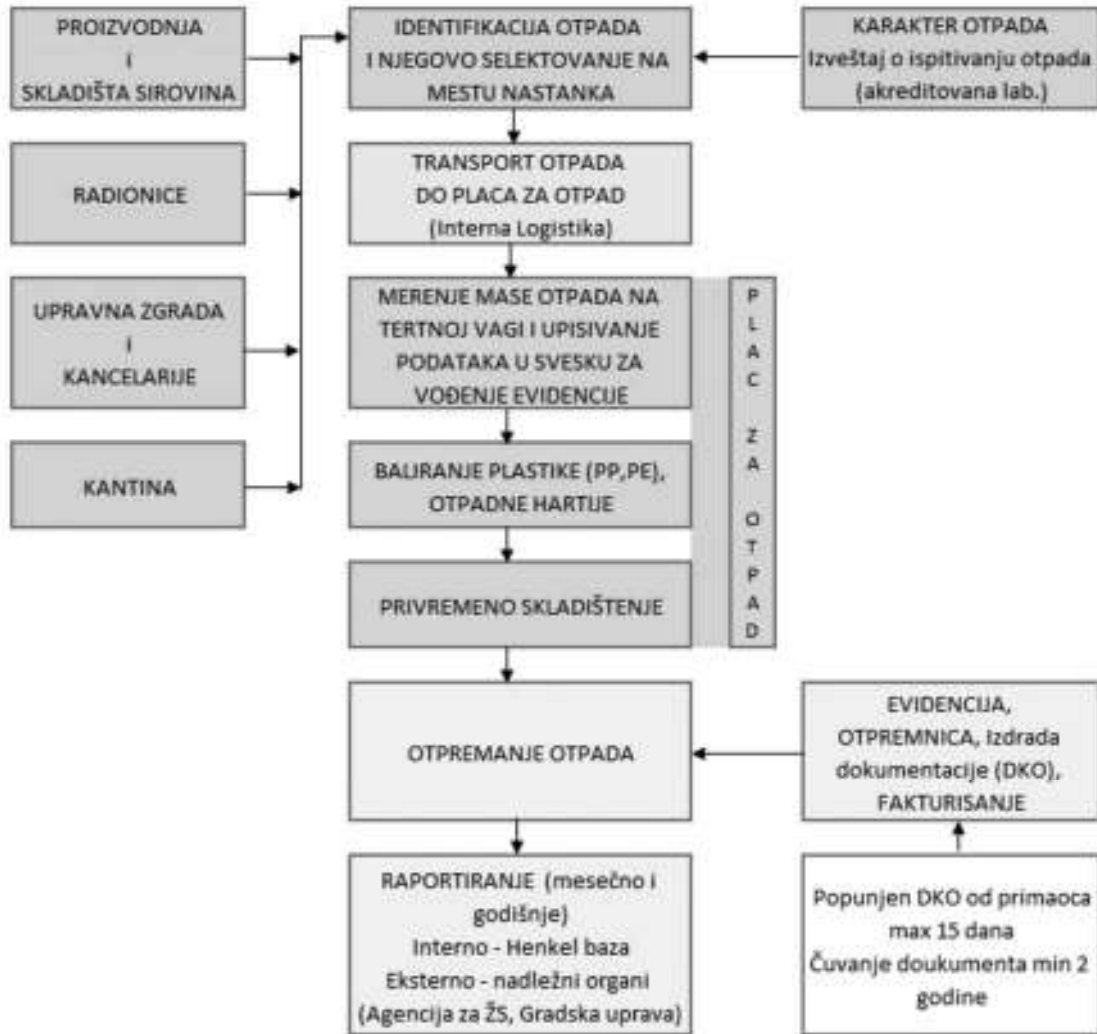 PROIZVODNJA
I
SKLADIŠTA SIROVINA
IDENTIFIKACIJA OTPADA
I NJEGOVO SELEKTOVANJE NA
MESTU NASTANKA
KARAKTER OTPADA
Izveštaj o ispitivanju otpada
(akreditovana lab.)
RADIONICE
TRANSPORT OTPADA
DO PLACA ZA OTPAD
(Interna Logistika)
UPRAVNA ZGRADA
I
KANCELARIJE
MERENJE MASE OTPADA NA
TERTNOJ VAGI I UPISIVANJE
PODATAKA U SVESKU ZA
VOĐENJE EVIDENCIJE
PLAC ZA OTPAD
KANTINA
BALIRANJE PLASTIKE (PP,PE),
OTPADNE HARTIJE
PRIVREMENO SKLADIŠTENJE
OTPREMANJE OTPADA
EVIDENCIJA,
OTPREMNICA, Izdrada
dokumentacije (DKO),
FAKTURISANJE
RAPORTIRANJE (mesečno i
godišnje)
Interno - Henkel baza
Eksterno - nadležni organi
(Agencija za ŽS, Gradska uprava)
Popunjen DKO od primaoca
max 15 dana
Čuvanje doukumenta min 2
godine